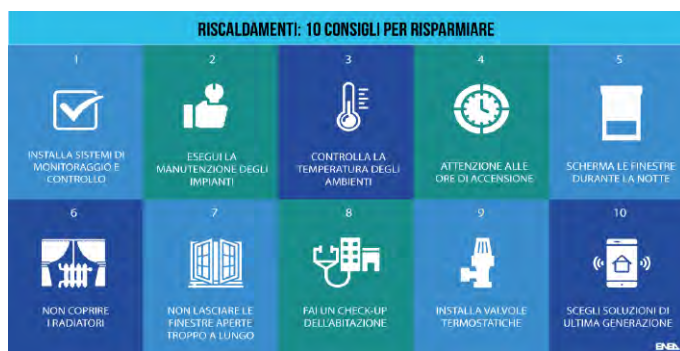 RISCALDAMENTI: 10 CONSIGLI PER RISPARMIARE
1
INSTALLA SISTEMI DI
MONITORAGGIO E
CONTROLLO
2
ESEGUI LA
MANUTENZIONE DEGLI
IMPIANTI
3
CONTROLLA LA
TEMPERATURA DEGLI
AMBIENTI
4
ATTENZIONE ALLE
ORE DI ACCENSIONE
5
SCHERMA LE FINESTRE
DURANTE LA NOTTE
6
NON COPRIRE
I RADIATORI
7
NON LASCIARE LE
FINESTRE APERTE
TROPPO A LUNGO
8
FAI UN CHECK-UP
DELL'ABITAZIONE
9
INSTALLA VALVOLE
TERMOSTATICHE
10
SCEGLI SOLUZIONI DI
ULTIMA GENERAZIONE
ENEA